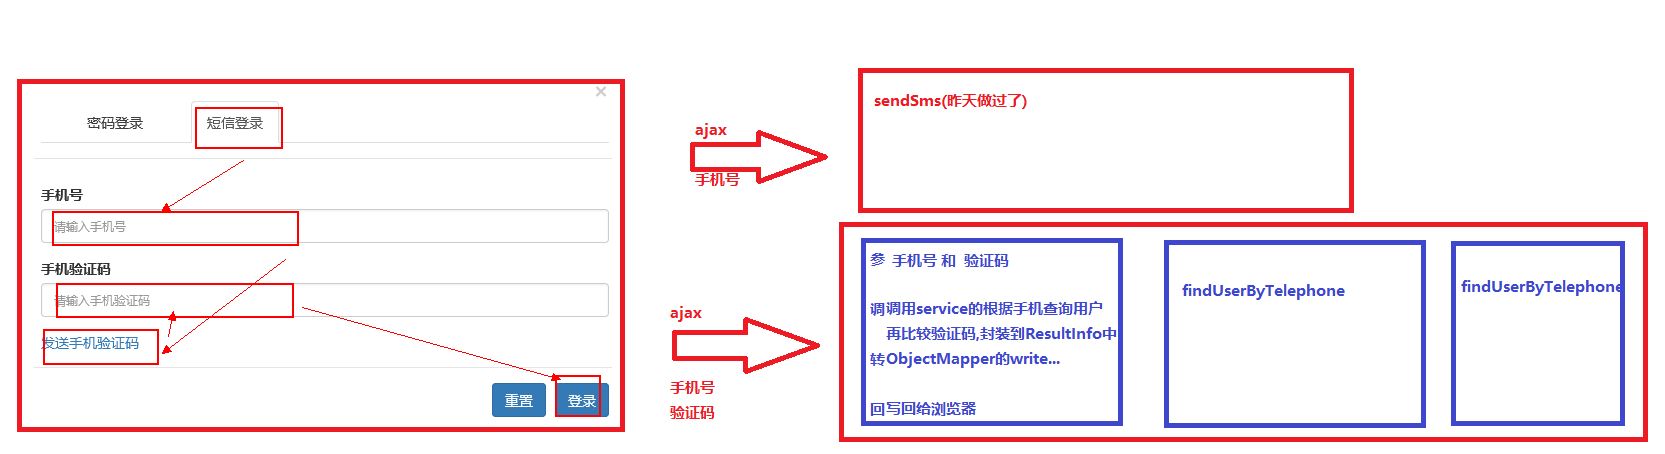 ×
密码登录
短信登录
手机号
请输入手机号
手机验证码
请输入手机验证码
发送手机验证码
重置
登录
ajax
手机号
sendSms(昨天做过了)
ajax
手机号
验证码
参 手机号 和 验证码
调调用service的根据手机查询用户
再比较验证码,封装到ResultInfo中
转ObjectMapper的write...
回写回给浏览器
findUserByTelephone
findUserByTelephone